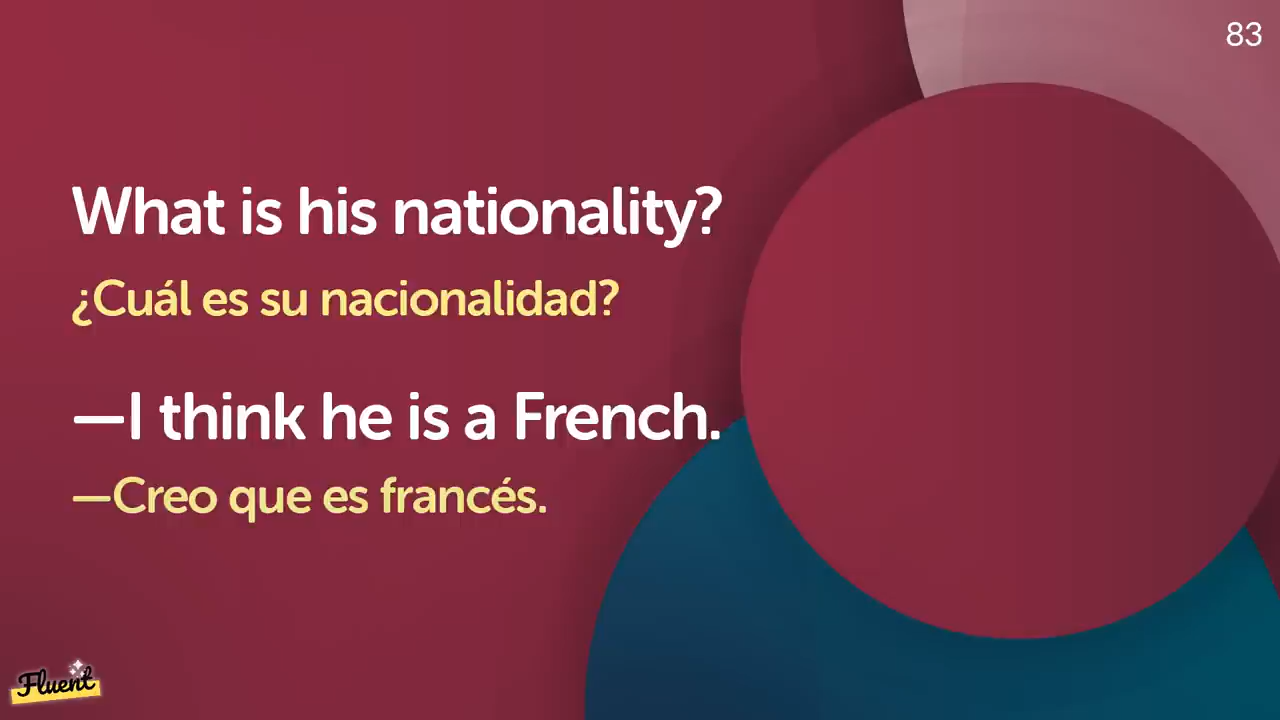 83
What is his nationality?
¿Cuál es su nacionalidad?
—I think he is a French.
—Creo que es francés.
Fluent